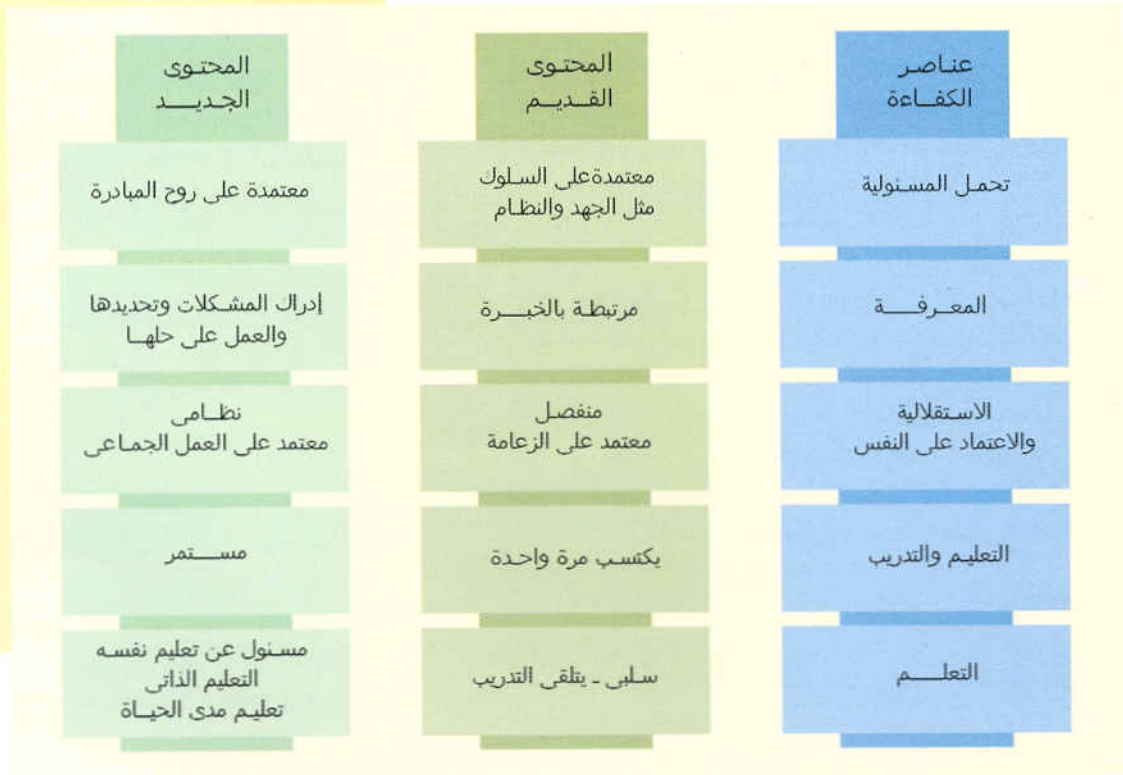 عناصر
الكفاءة
المحتوى
القديم
المحتوى
الجديد
تحمل المسئولية
معتمدة على السلوك
مثل الجهد والنظام
معتمدة على روح المبادرة
المعرفة
مرتبطة بالخبرة
إدراك المشكلات وتحديدها
والعمل على حلها
الاستقلالية
والاعتماد على النفس
منفصل
معتمد على الزعامة
نظامى
معتمد على العمل الجماعى
التعليم والتدريب
يكتسب مرة واحدة
مستمر
التعلم
سلبى - يتلقى التدريب
مسئول عن تعليم نفسه
التعليم الذاتى
تعليم مدى الحياة